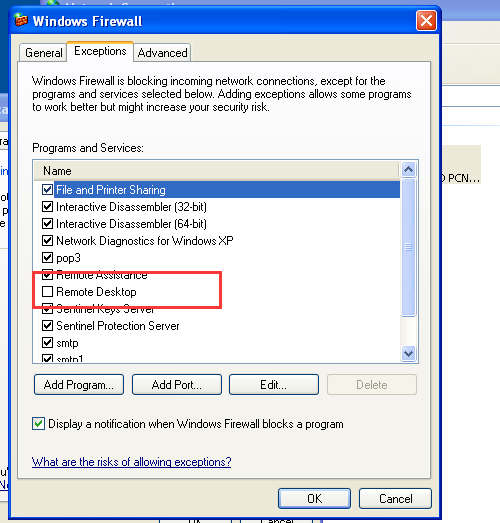 Windows Firewall
General
Exceptions
Advanced
Windows Firewall is blocking incoming network connections, except for the
programs and services selected below. Adding exceptions allows some programs
to work better but might increase your security risk.
Programs and Services:
Name
File and Printer Sharing
Interactive Disassembler (32-bit)
Interactive Disassembler (64-bit)
Network Diagnostics for Windows XP
pop3
Remote Assistance
Remote Desktop
Sentinel Keys Server
Sentinel Protection Server
smtp
smtp1
Add Program...
Add Port...
Edit...
Delete
Display a notification when Windows Firewall blocks a program
What are the risks of allowing exceptions?
OK
Cancel
PCN...